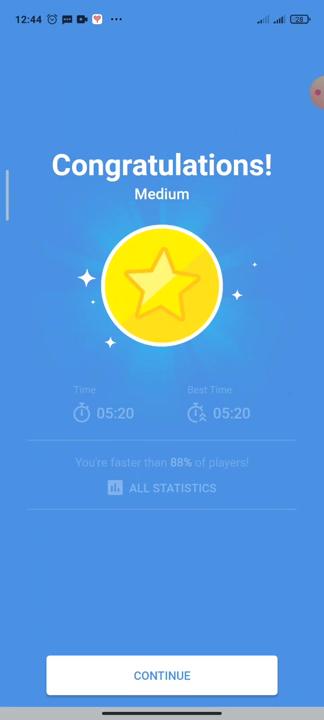 12:44
28
Congratulations!
Medium
Time
Best Time
05:20
05:20
You're faster than 88% of players!
ALL STATISTICS
CONTINUE